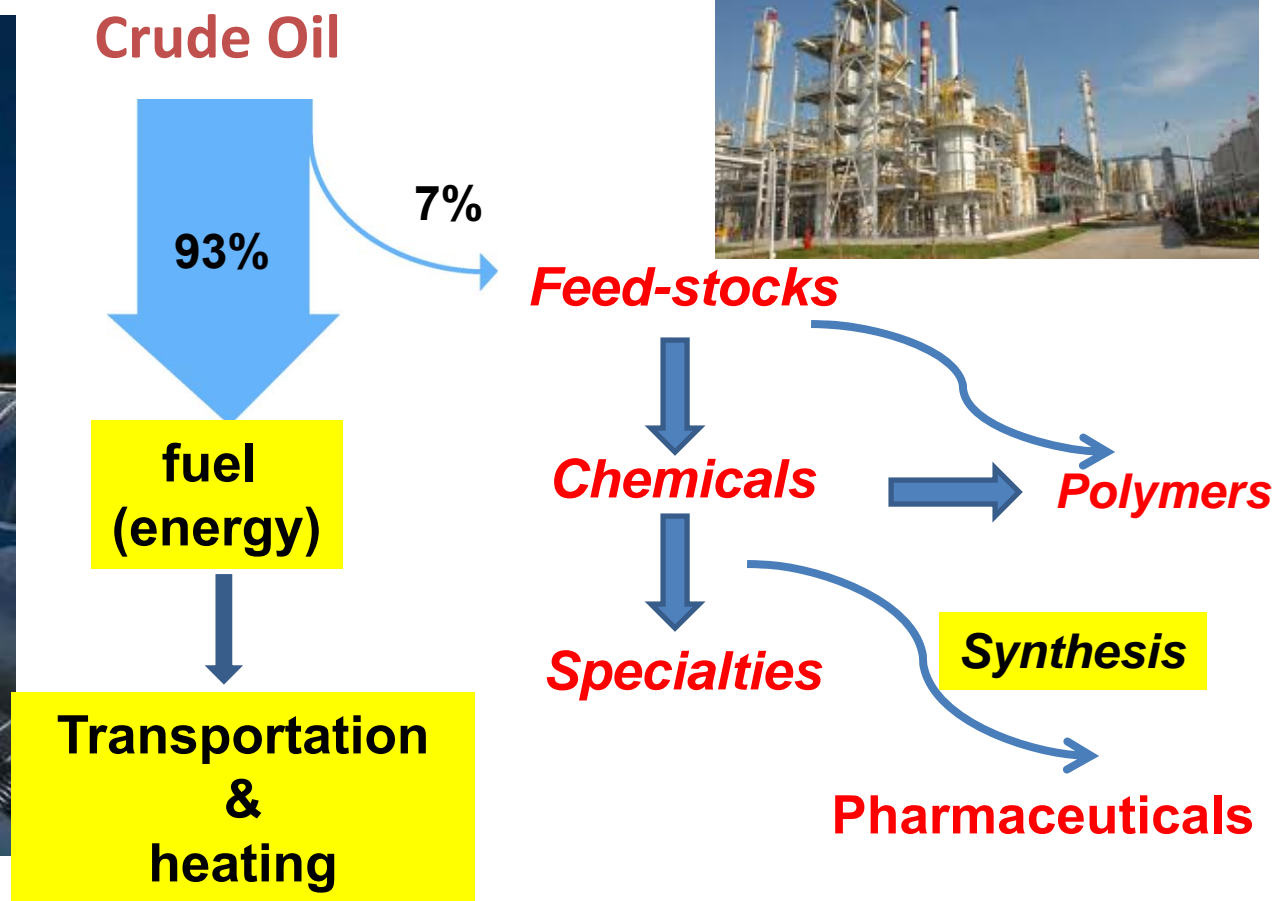 Crude Oil
7%
93%
Feed-stocks
fuel
(energy)
Chemicals
Polymers
Specialties
Synthesis
Transportation
&
heating
Pharmaceuticals